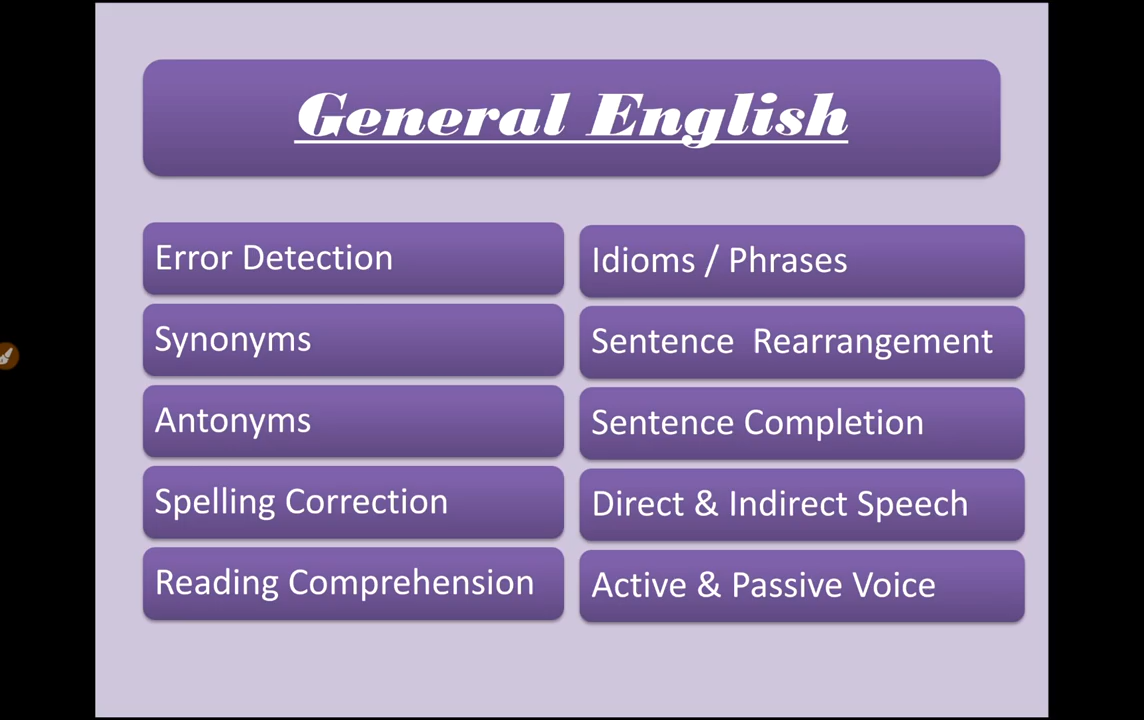 General English
Error Detection
Synonyms
Antonyms
Spelling Correction
Reading Comprehension
Idioms / Phrases
Sentence  Rearrangement
Sentence Completion
Direct & Indirect Speech
Active & Passive Voice